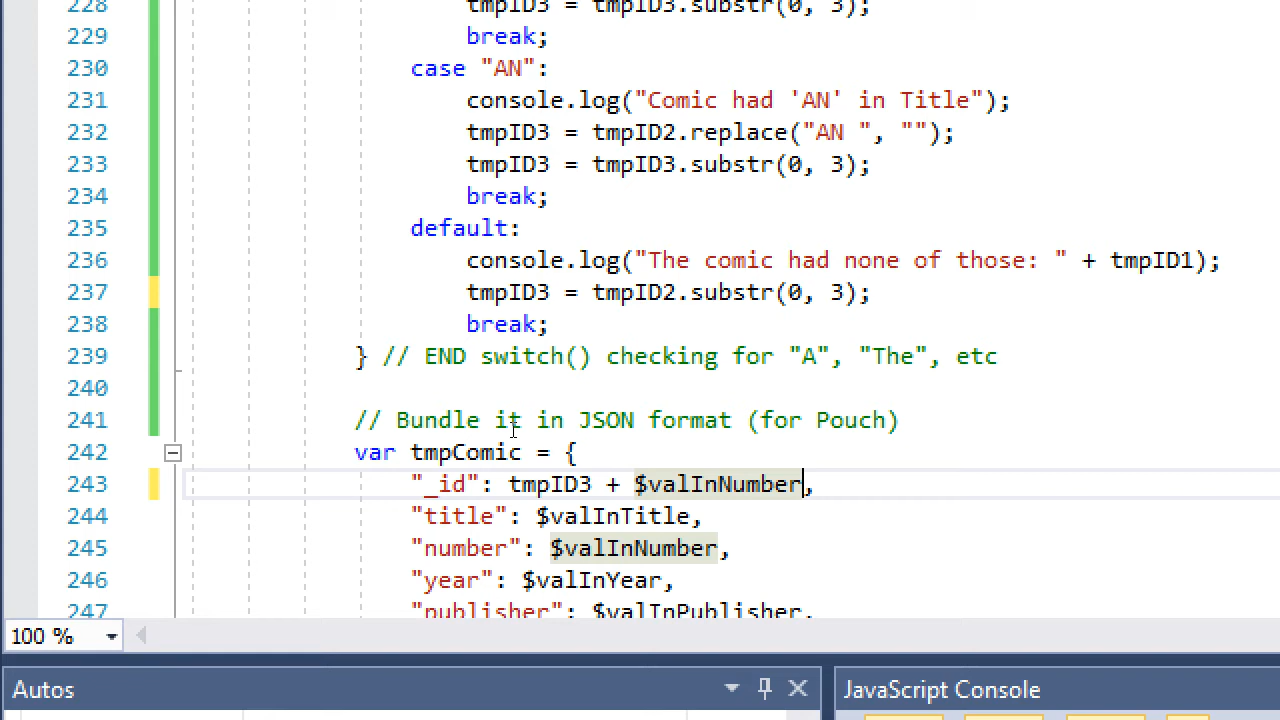 228 tmpID3 = tmpID3.substr(0, 3);
229 break;
230 case "AN":
231 console.log("Comic had 'AN' in Title");
232 tmpID3 = tmpID2.replace("AN ", "");
233 tmpID3 = tmpID3.substr(0, 3);
234 break;
235 default:
236 console.log("The comic had none of those: " + tmpID1);
237 tmpID3 = tmpID2.substr(0, 3);
238 break;
239 } // END switch() checking for "A", "The", etc
240
241 // Bundle it in JSON format (for Pouch)
242 var tmpComic = {
243 "_id": tmpID3 + $valInNumber,
244 "title": $valInTitle,
245 "number": $valInNumber,
246 "year": $valInYear,
247 "publisher": $valInPublisher,
100 %
Autos
JavaScript Console